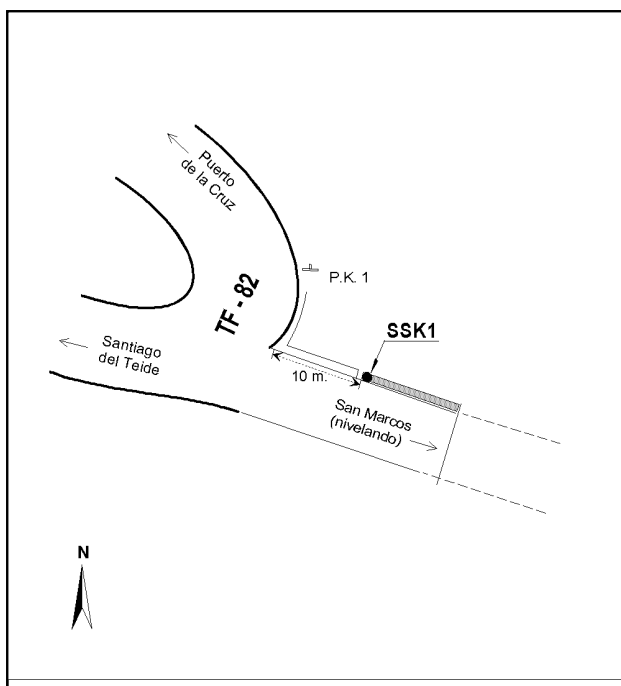 Puerto
de la Cruz
P.K. 1
TF - 82
SSK1
Santiago
del Teide
10 m.
San Marcos
(nivelando)
N